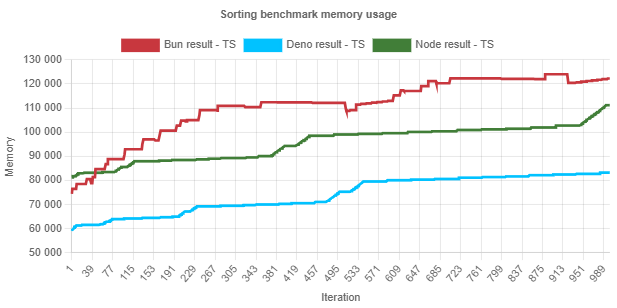 Sorting benchmark memory usage
Bun result - TS Deno result - TS Node result - TS
130 000
120 000
110 000
100 000
90 000
80 000
70 000
60 000
50 000
Memory
1 39 77 115 153 191 229 267 305 343 381 419 457 495 533 571 609 647 685 723 761 799 837 875 913 951 989
Iteration